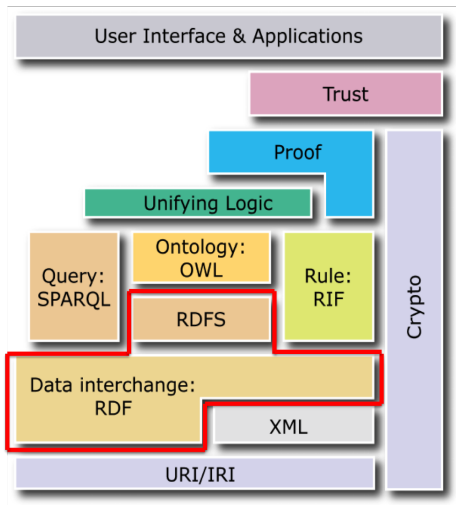 User Interface & Applications
Trust
Proof
Unifying Logic
Query:
SPARQL
Ontology:
OWL
Rule:
RIF
RDFS
Crypto
Data interchange:
RDF
XML
URI/IRI